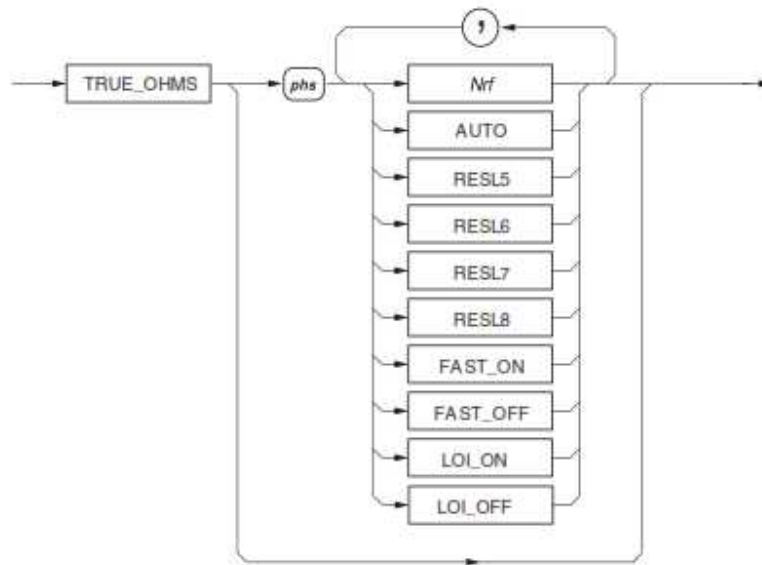 ,
TRUE_OHMS
phs
Nrf
AUTO
RESL5
RESL6
RESL7
RESL8
FAST_ON
FAST_OFF
LOI_ON
LOI_OFF